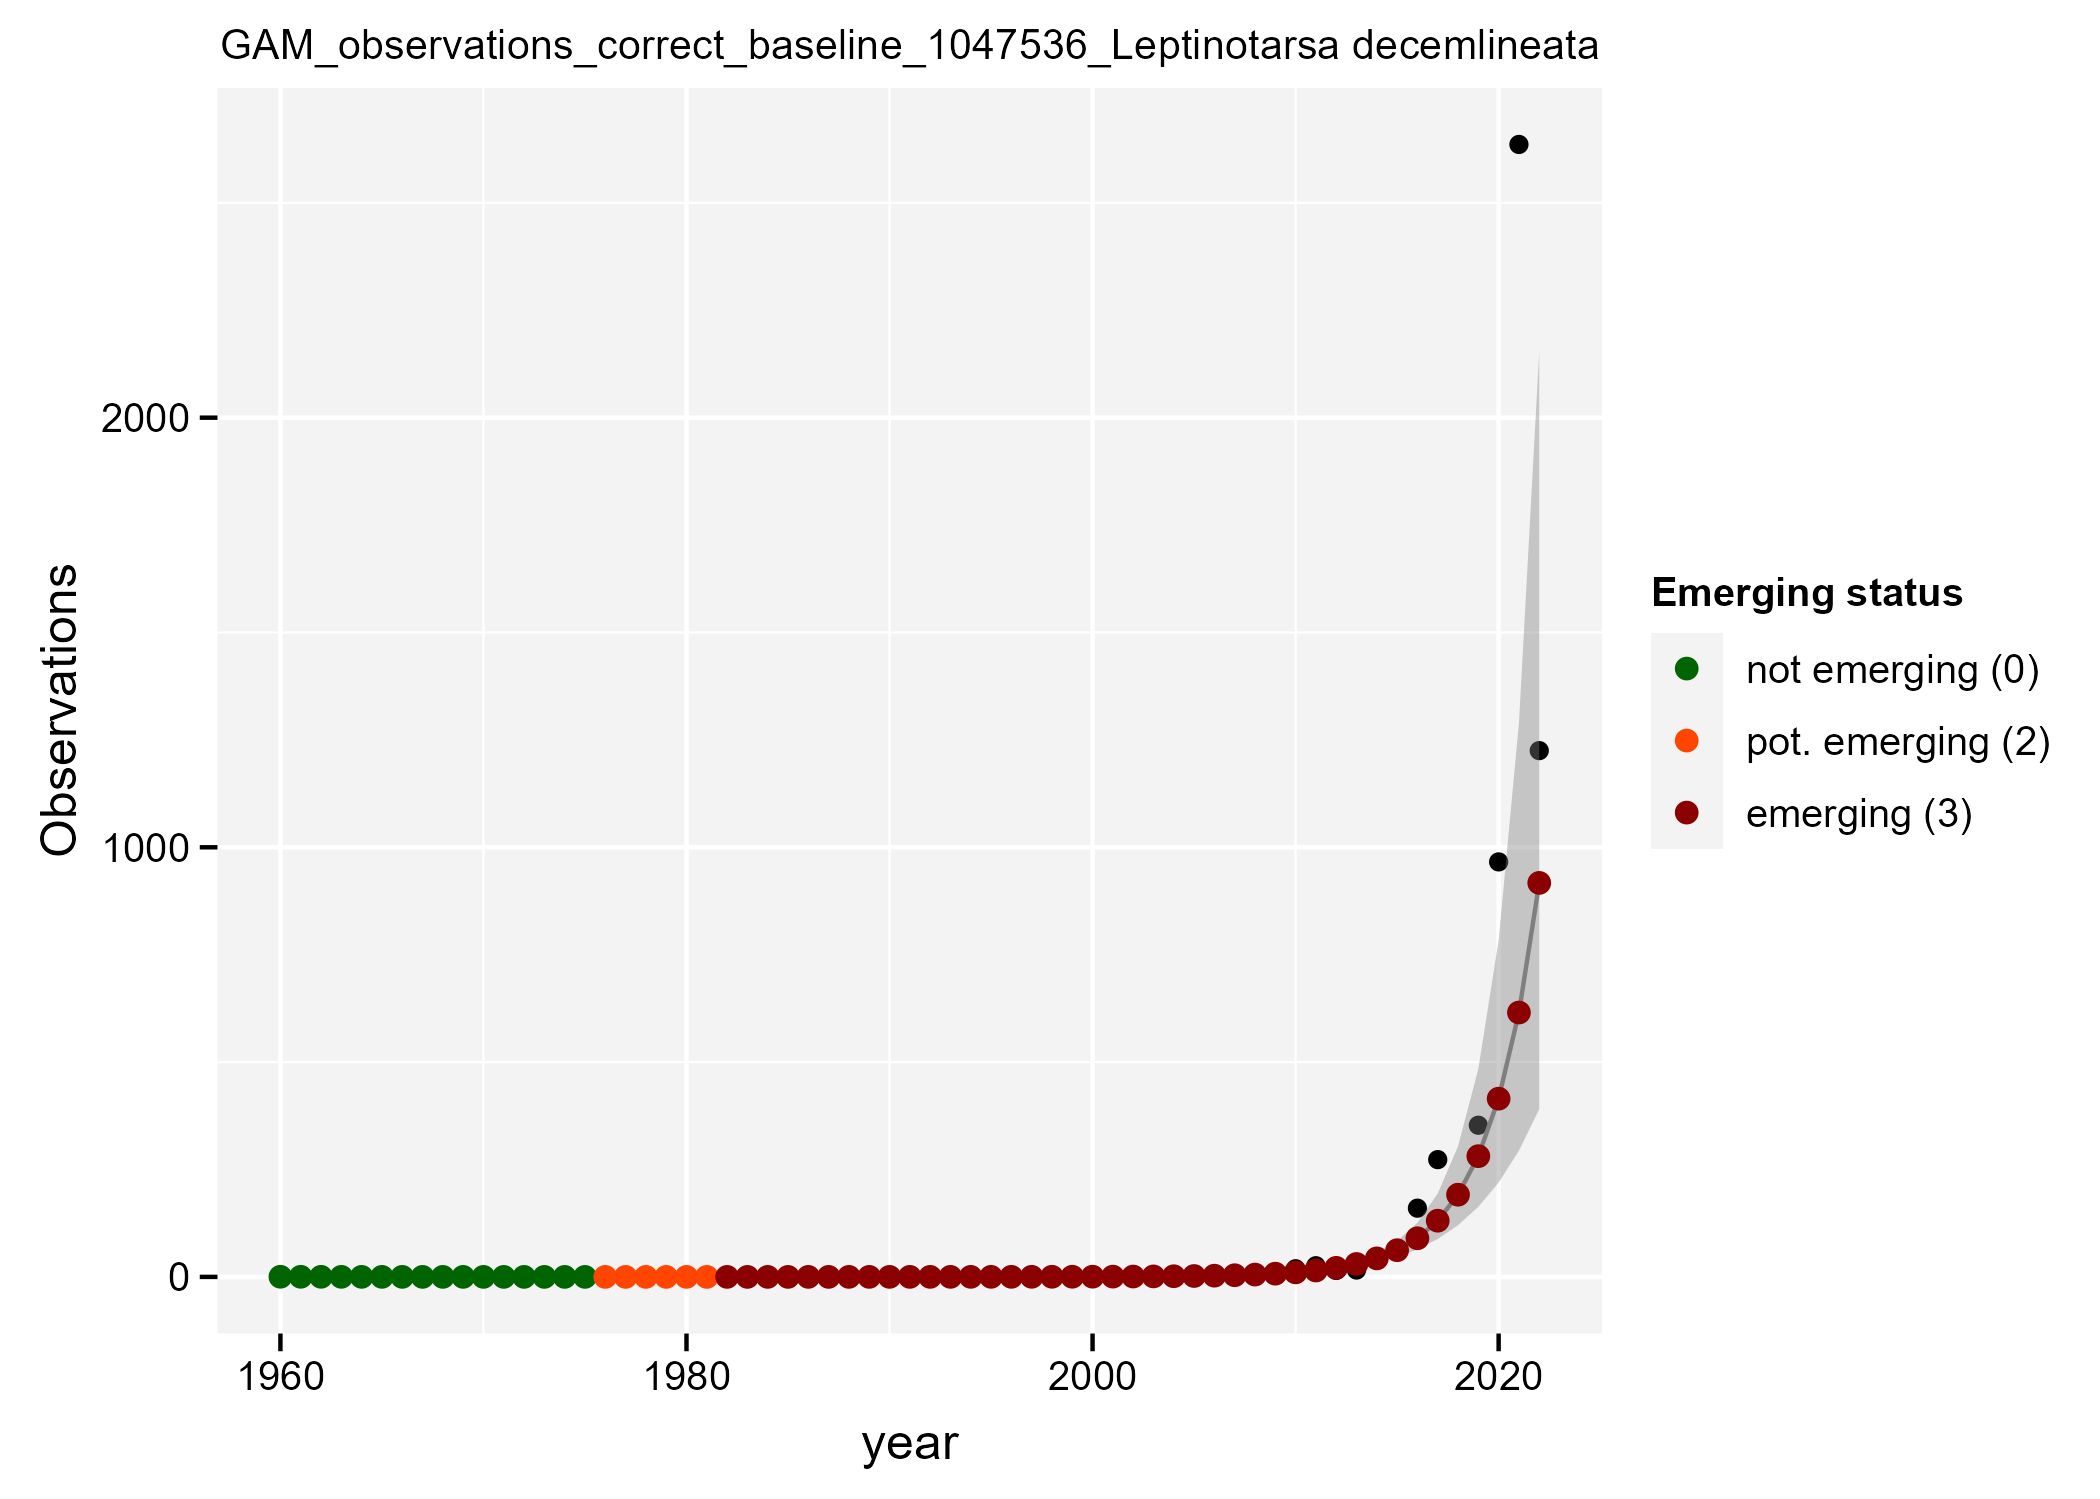 GAM_observations_correct_baseline_1047536_Leptinotarsa decemlineata
Observations
2000
1000
0
1960 1980 2000 2020
year
Emerging status
not emerging (0)
pot. emerging (2)
emerging (3)